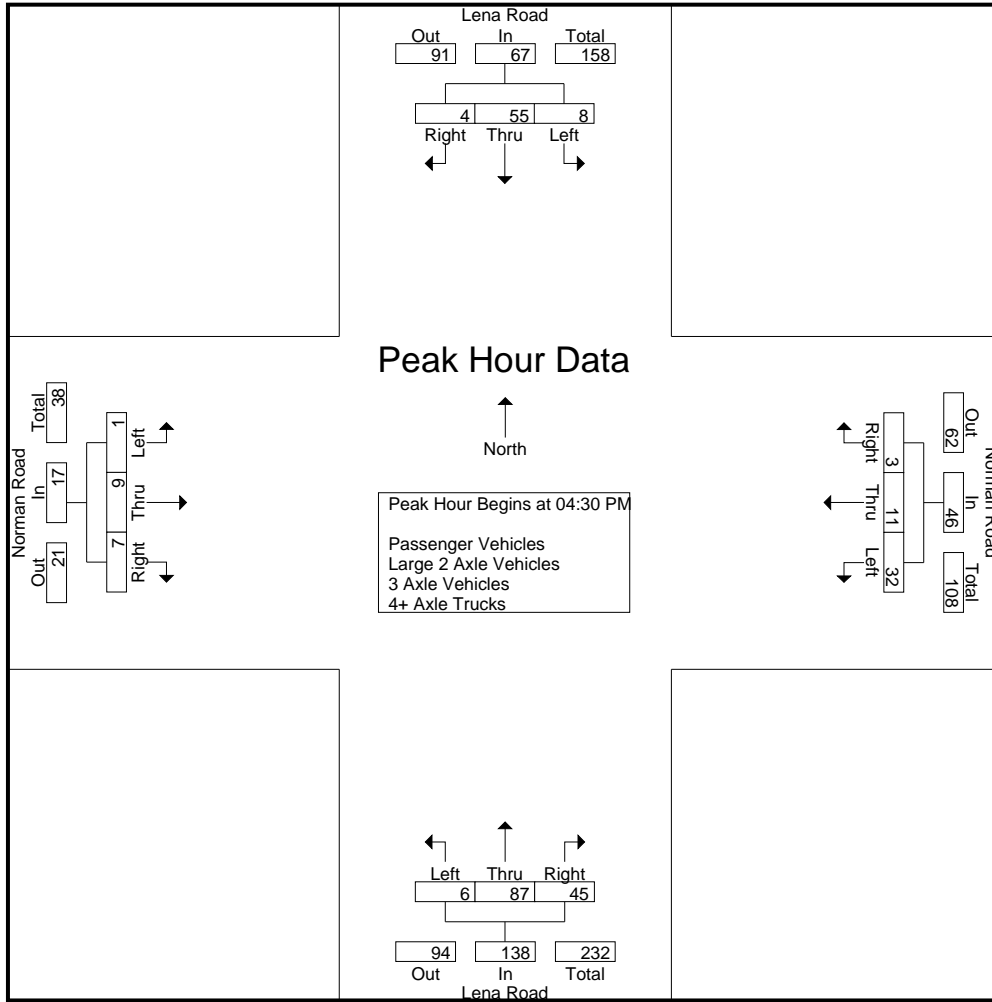 Lena Road
Out In Total
91 67 158
4 55 8
Right Thru Left
Peak Hour Data
North
Peak Hour Begins at 04:30 PM
Passenger Vehicles
Large 2 Axle Vehicles
3 Axle Vehicles
4+ Axle Trucks
Norman Road
Out In Total
21 17 38
1 9 7
Left Thru Right
Norman Road
Out In Total
62 46 108
3 11 32
Right Thru Left
Left Thru Right
6 87 45
94 138 232
Out In Total
Lena Road